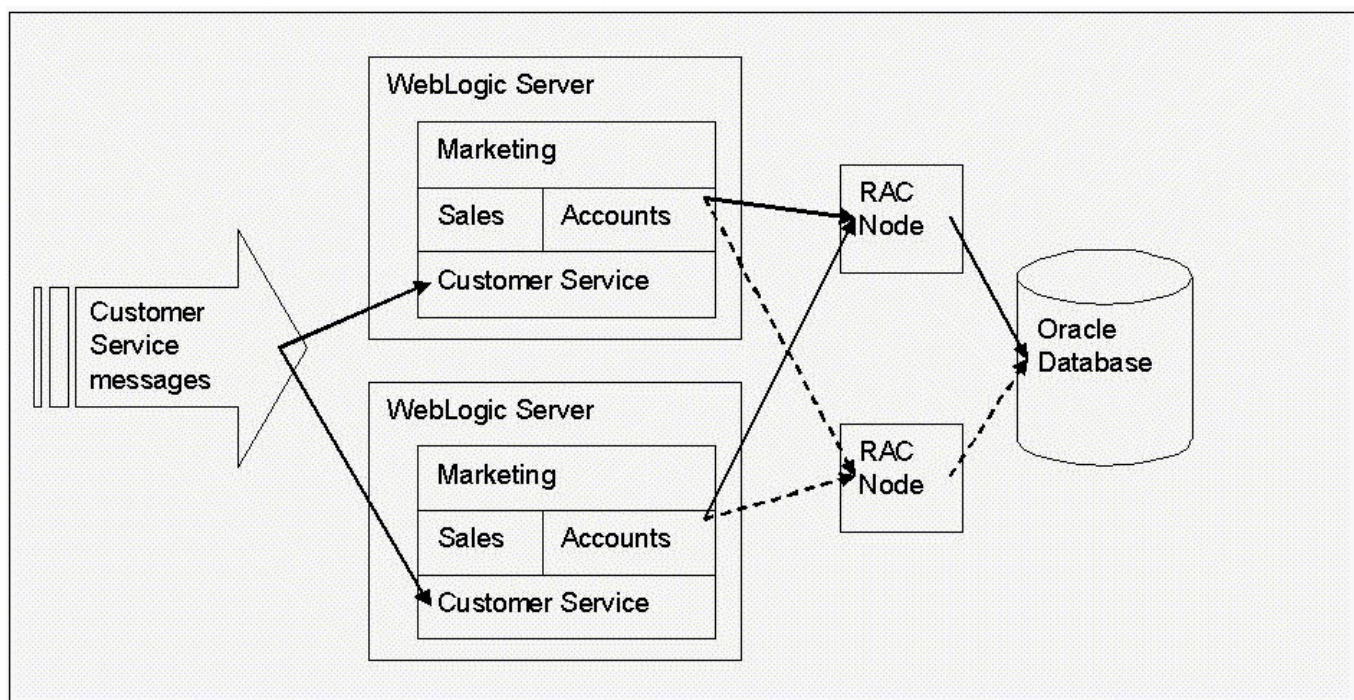 WebLogic Server
Marketing
Sales
Accounts
Customer Service
Customer
Service
messages
WebLogic Server
Marketing
Sales
Accounts
Customer Service
RAC
Node
RAC
Node
Oracle
Database